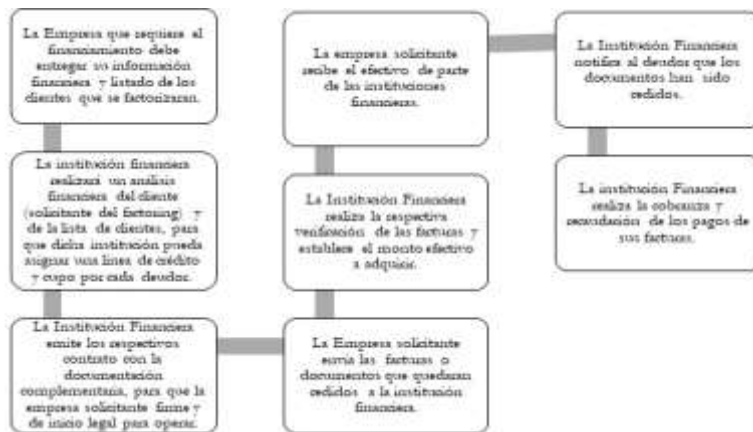 La Empresa que requiere el
financiamiento debe
entregar su información
financiera y listado de los
clientes que se factorizaran.
La institución financiera
realizará un análisis
financiera del cliente
(solicitante del factoring) y
de la lista de clientes, para
que dicha institución pueda
asignar una línea de crédito
y cupo por cada deudor.
La Institución Financiera
emite los respectivos
contrato con la
documentación
complementaria, para que la
empresa solicitante firme y
de inicio legal para operar.
La Empresa solicitante
envía las facturas o
documentos que quedaran
cedidos a la institución
financiera.
La Institución Financiera
realiza la respectiva
verificación de las facturas y
establece el monto efectivo
a adquirir.
La empresa solicitante
recibe el efectivo de parte
de las instituciones
financieras.
La Institución Financiera
notifica al deudor que los
documentos han sido
cedidos.
La institución Financiera
realiza la cobranza y
recaudación de los pagos de
sus facturas.